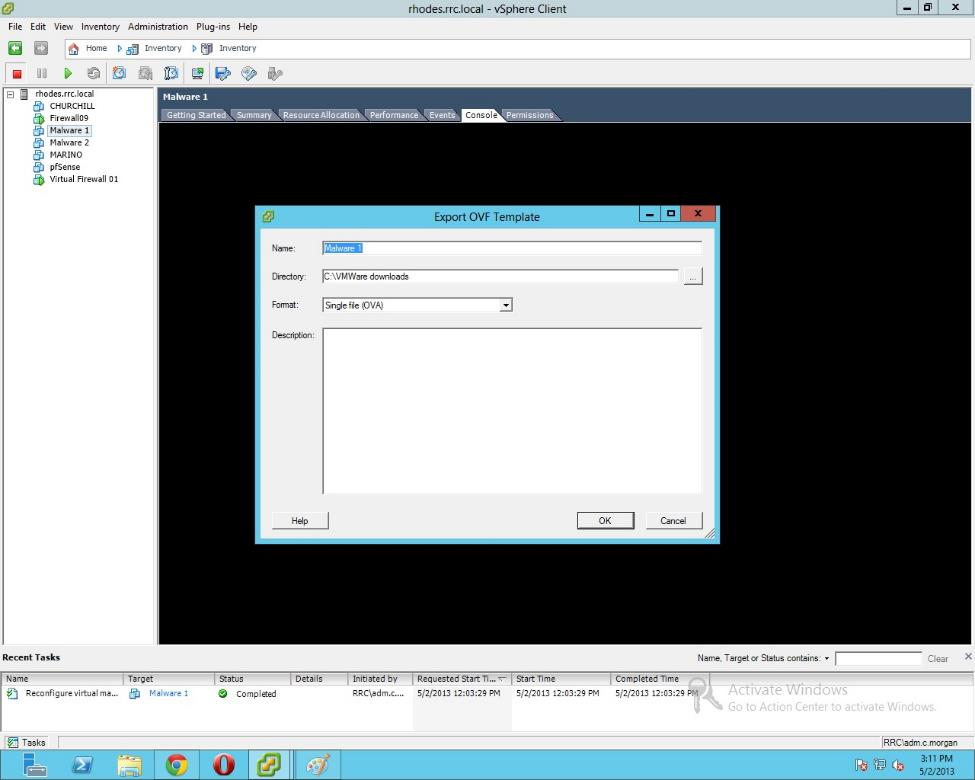 rhodes.rrc.local - vSphere Client
File Edit View Inventory Administration Plug-ins Help
Home Inventory Inventory
rhodes.rrc.local
CHURCHILL
Firewall09
Malware 1
Malware 2
MARINO
pfSense
Virtual Firewall 01
Malware 1
Getting Started Summary Resource Allocation Performance Events Console Permissions
Export OVF Template
Name: Malware 1
Directory: C:\VMWare downloads ...
Format: Single file (OVA)
Description:
Help OK Cancel
Recent Tasks
Name, Target or Status contains: Clear
Name Target Status Details Initiated by Requested Start Ti... Start Time Completed Time
Reconfigure virtual ma... Malware 1 Completed RRC\adm.c.... 5/2/2013 12:03:29 PM 5/2/2013 12:03:29 PM 5/2/2013 12:03:29 PM
Activate Windows
Go to Action Center to activate Windows.
Tasks RRC\adm.c.morgan
3:11 PM
5/2/2013